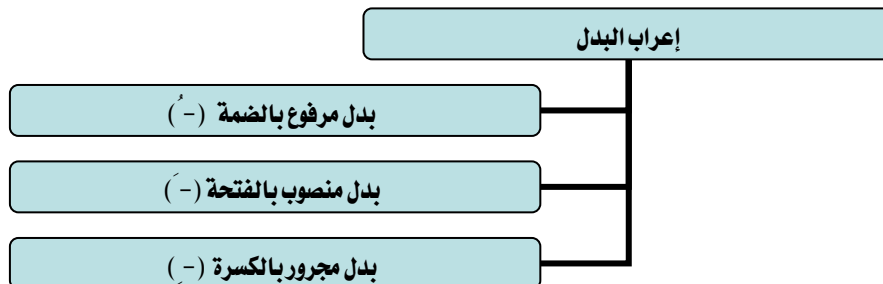 إعراب البدل
بدل مرفوع بالضمة (-ُ)
بدل منصوب بالفتحة (-َ)
بدل مجرور بالكسرة (-ِ)